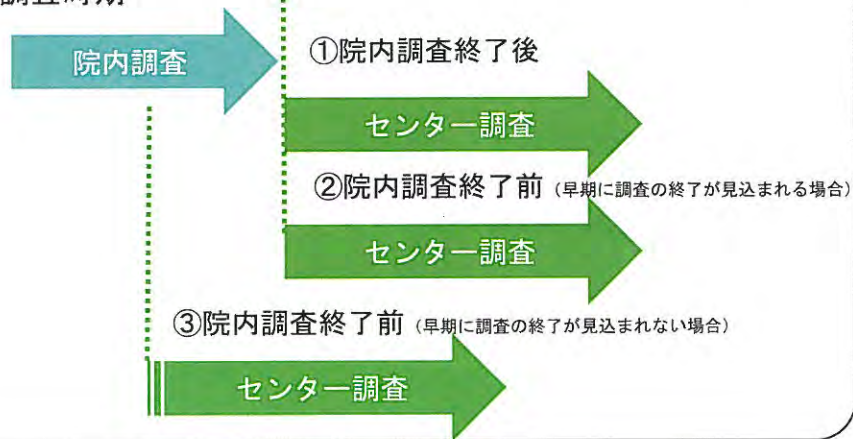 院内調査
①院内調査終了後
センター調査
②院内調査終了前（早期に調査の終了が見込まれる場合）
センター調査
③院内調査終了前（早期に調査の終了が見込まれない場合）
センター調査